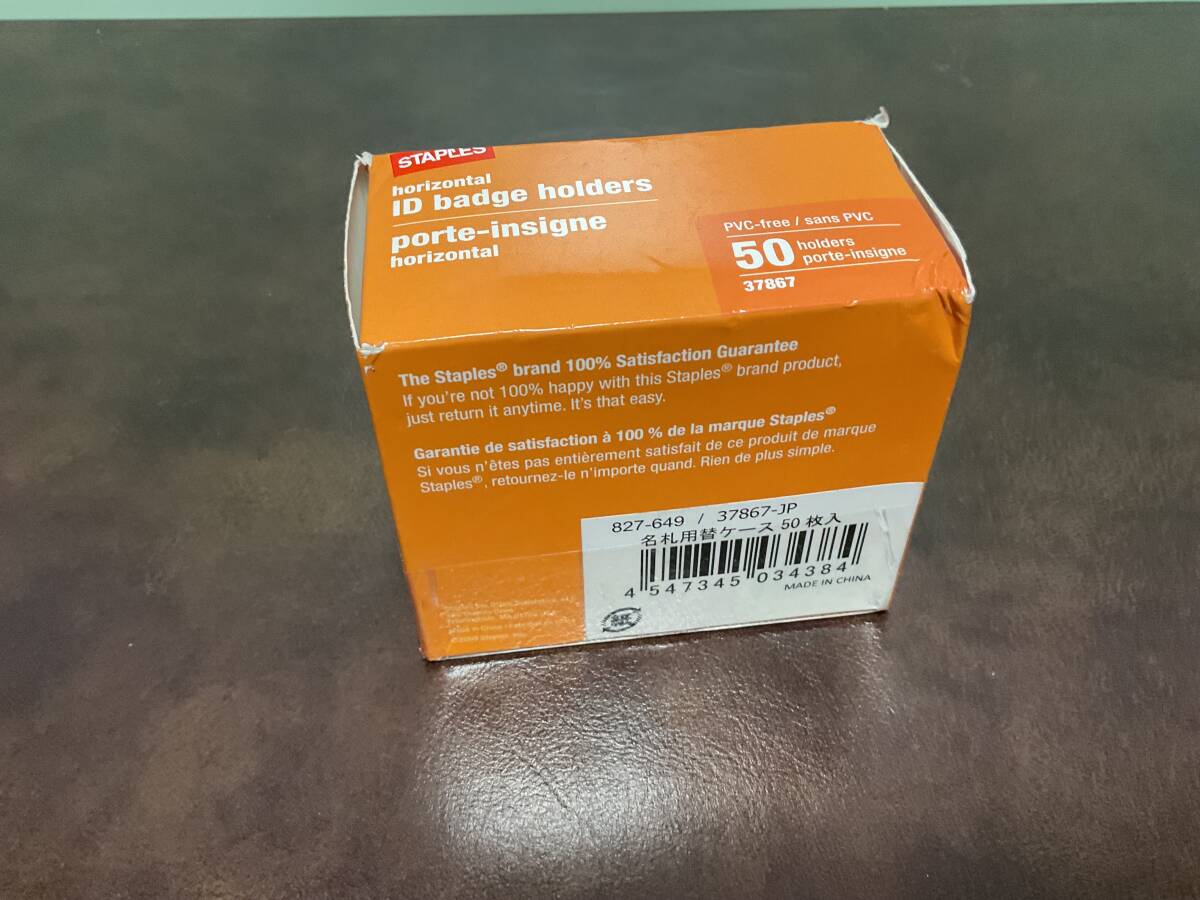 STAPLES
horizontal
ID badge holders
porte-insigne
horizontal
PVC-free / sans PVC
50 holders
porte-insigne
37867
The Staples® brand 100% Satisfaction Guarantee
If you're not 100% happy with this Staples® brand product,
just return it anytime. It's that easy.
Garantie de satisfaction à 100 % de la marque Staples®
Si vous n'êtes pas entièrement satisfait de ce produit de marque
Staples®, retournez-le n'importe quand. Rien de plus simple.
827-649 / 37867-JP
名札用替ケース 50枚入
4 547345 034384
MADE IN CHINA